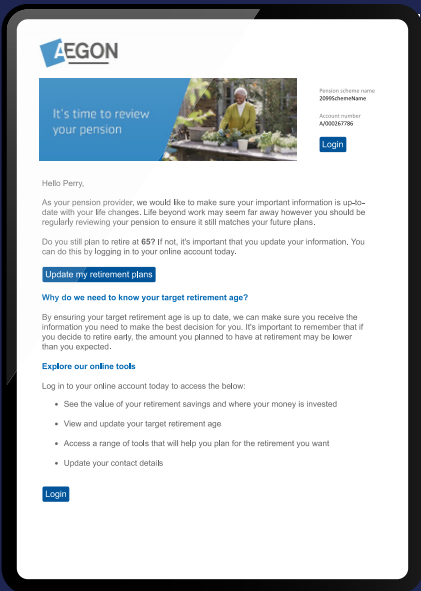 AEGON
It's time to review
your pension
Pension scheme name
2099SchemeName
Account number
A/000267786
Login
Hello Perry,
As your pension provider, we would like to make sure your important information is up-to-
date with your life changes. Life beyond work may seem far away however you should be
regularly reviewing your pension to ensure it still matches your future plans.
Do you still plan to retire at 65? If not, it's important that you update your information. You
can do this by logging in to your online account today.
Update my retirement plans
Why do we need to know your target retirement age?
By ensuring your target retirement age is up to date, we can make sure you receive the
information you need to make the best decision for you. It's important to remember that if
you decide to retire early, the amount you planned to have at retirement may be lower
than you expected.
Explore our online tools
Log in to your online account today to access the below:
• See the value of your retirement savings and where your money is invested
• View and update your target retirement age
• Access a range of tools that will help you plan for the retirement you want
• Update your contact details
Login